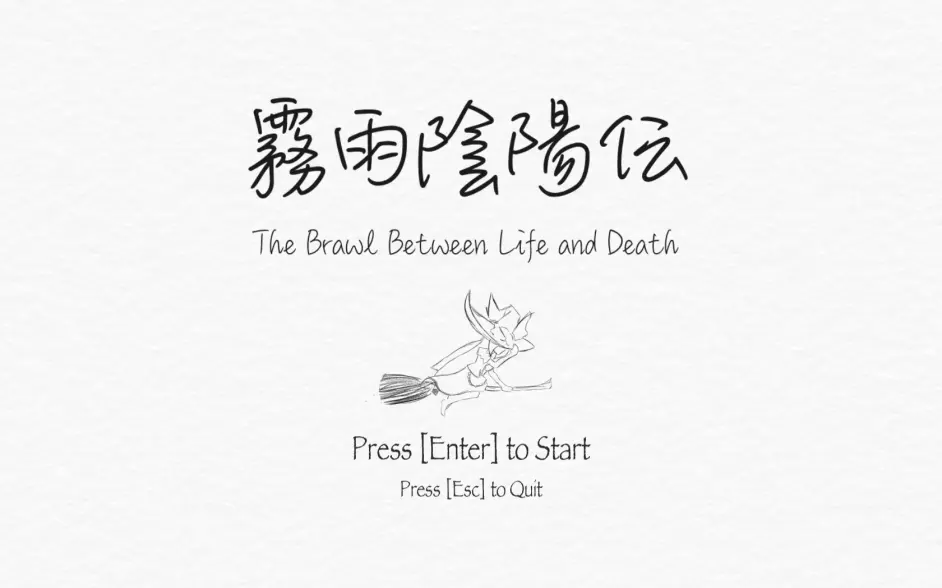 霧雨陰陽伝
The Brawl Between Life and Death
Press [Enter] to Start
Press [Esc] to Quit